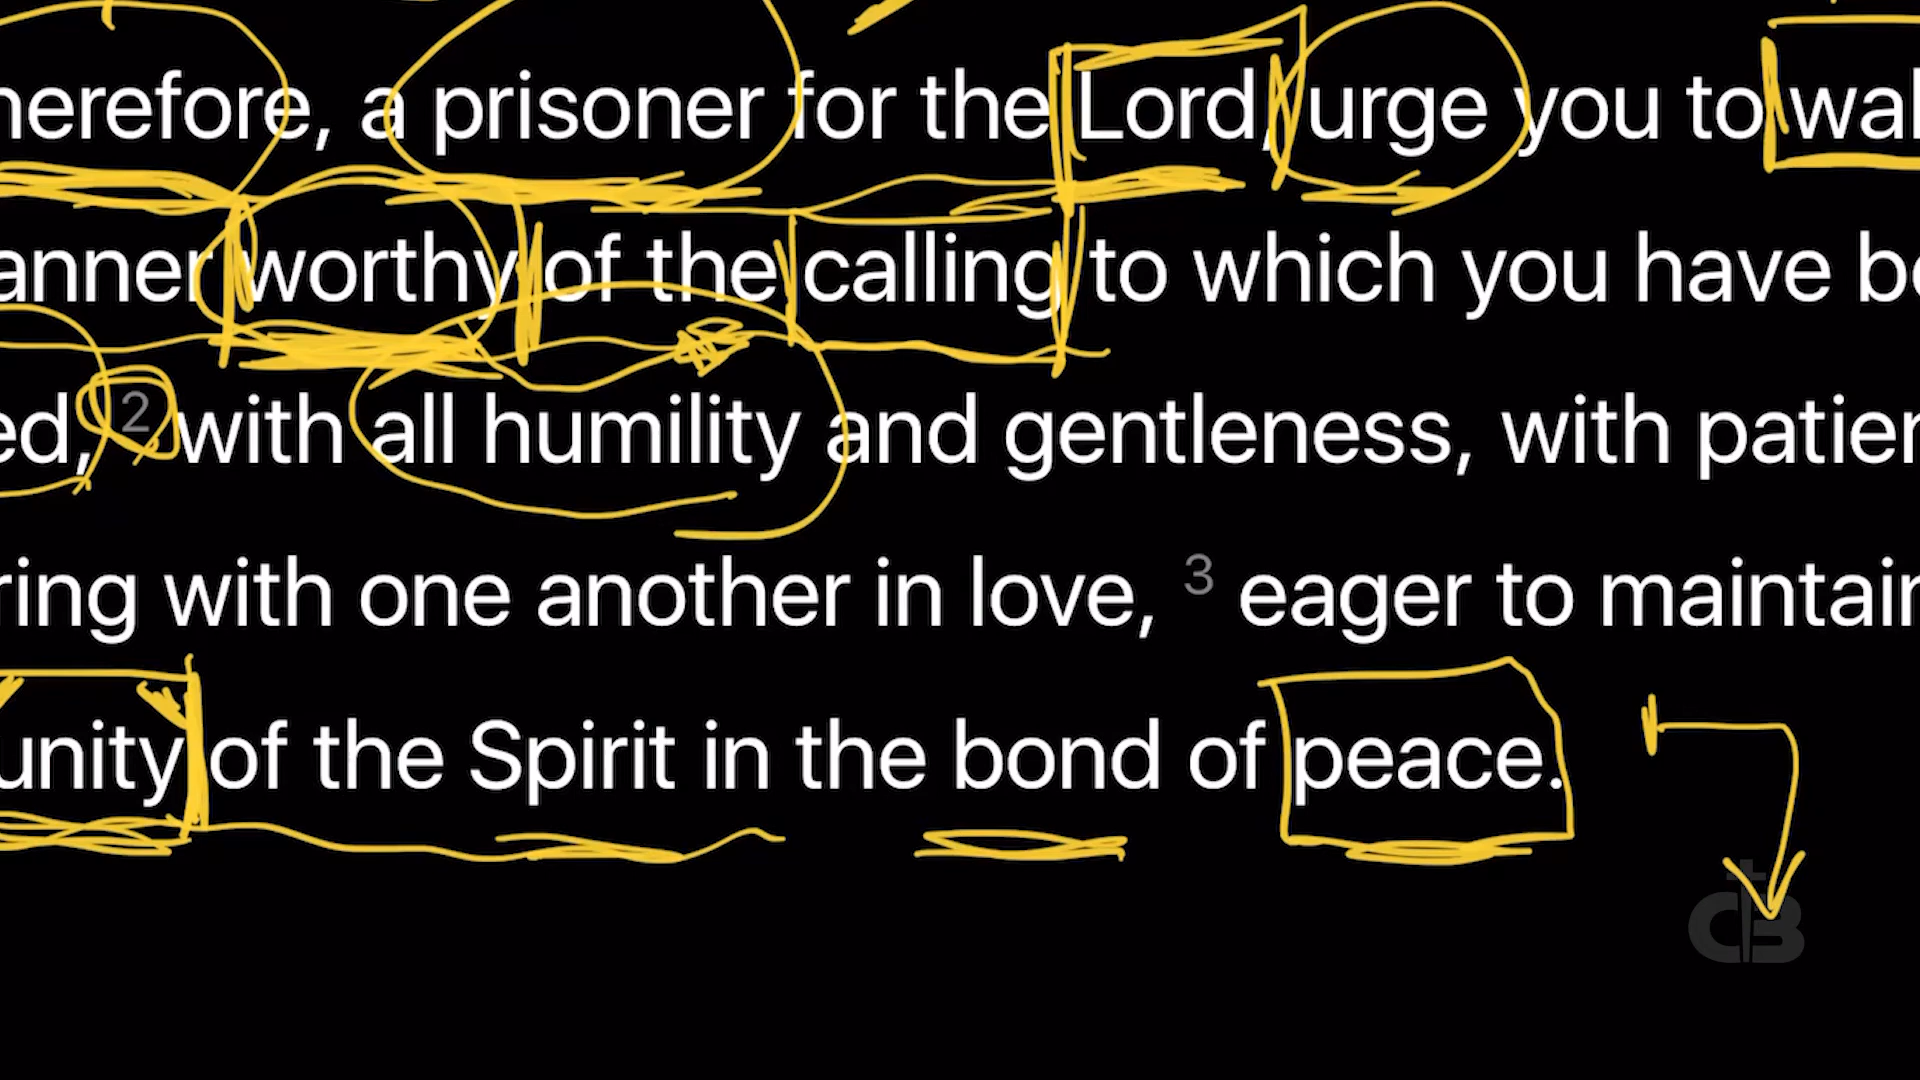 herefore, a prisoner for the Lord, urge you to wal
anner worthy of the calling to which you have be
ed, 2 with all humility and gentleness, with patien
ring with one another in love, 3 eager to maintain
unity of the Spirit in the bond of peace.